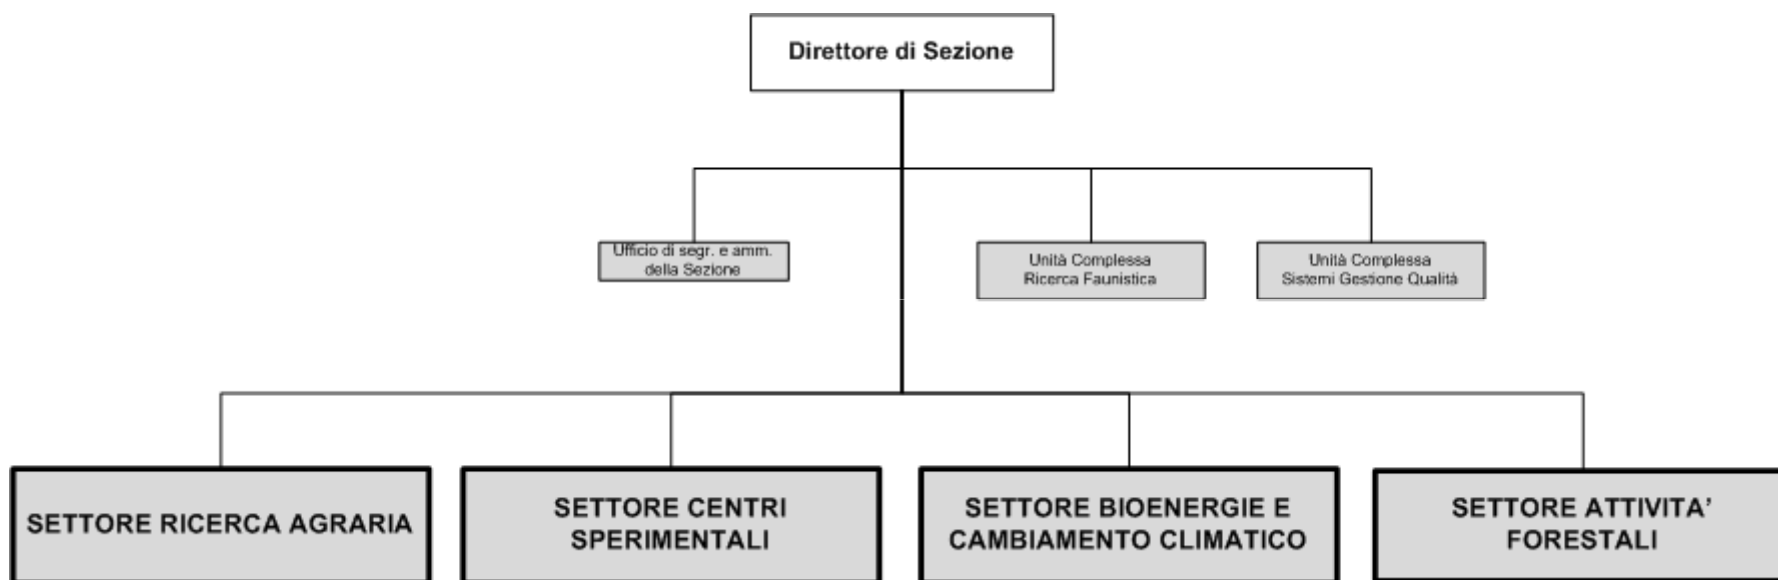 Direttore di Sezione
Ufficio di segr. e amm.
della Sezione
Unità Complessa
Ricerca Faunistica
Unità Complessa
Sistemi Gestione Qualità
SETTORE RICERCA AGRARIA
SETTORE CENTRI
SPERIMENTALI
SETTORE BIOENERGIE E
CAMBIAMENTO CLIMATICO
SETTORE ATTIVITA’
FORESTALI